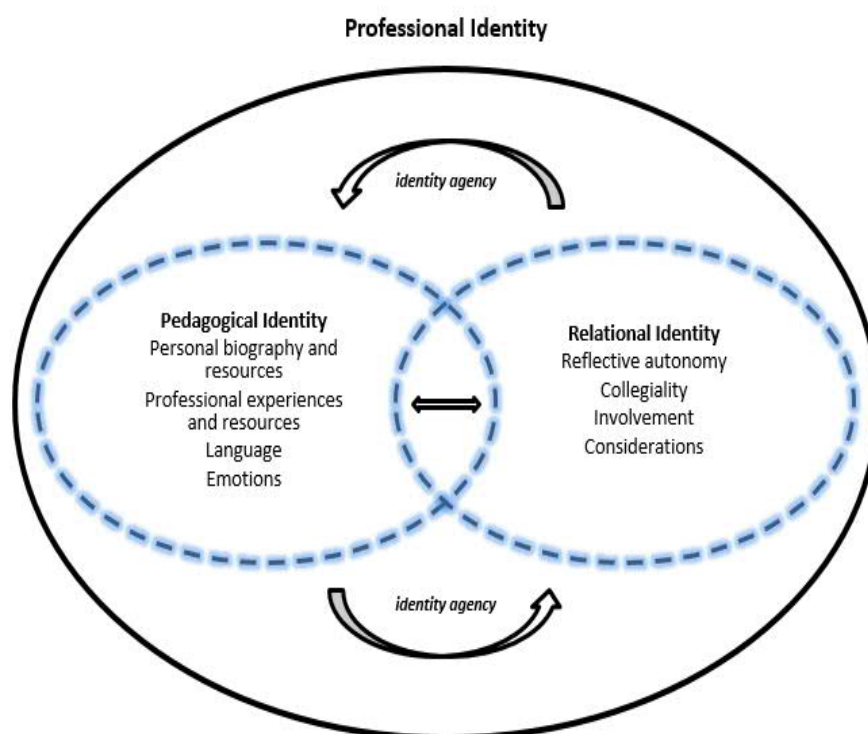 Professional Identity
identity agency
Pedagogical Identity
Personal biography and
resources
Professional experiences
and resources
Language
Emotions
Relational Identity
Reflective autonomy
Collegiality
Involvement
Considerations
identity agency